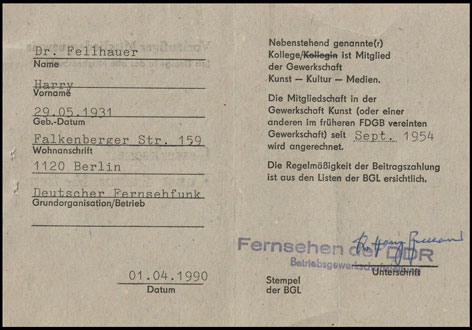 Dr. Fellhauer
Name
Harry
Vorname
29.05.1931
Geb.-Datum
Falkenberger Str. 159
Wohnanschrift
1120 Berlin
Deutscher Fernsehfunk
Grundorganisation/Betrieb
01.04.1990
Datum
Nebenstehend genannte(r)
Kollege/Kollegin ist Mitglied
der Gewerkschaft
Kunst – Kultur – Medien.
Die Mitgliedschaft in der
Gewerkschaft Kunst (oder einer
anderen im früheren FDGB vereinten
Gewerkschaft) seit Sept. 1954
wird angerechnet.
Die Regelmäßigkeit der Beitragszahlung
ist aus den Listen der BGL ersichtlich.
Fernsehen der DDR
Unterschrift
Stempel
der BGL